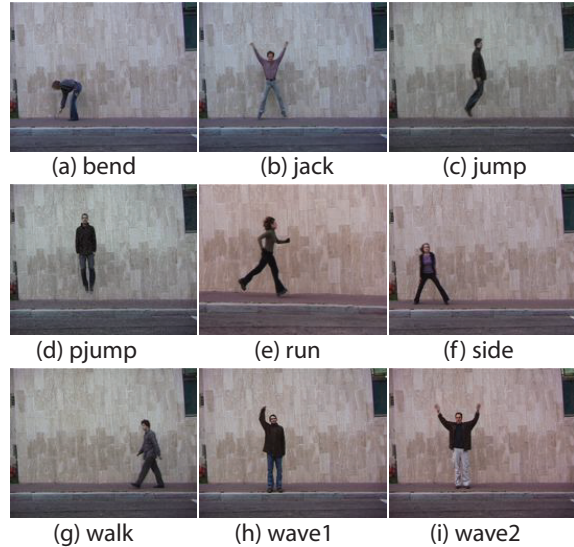 (a) bend
(b) jack
(c) jump
(d) pjump
(e) run
(f) side
(g) walk
(h) wave1
(i) wave2